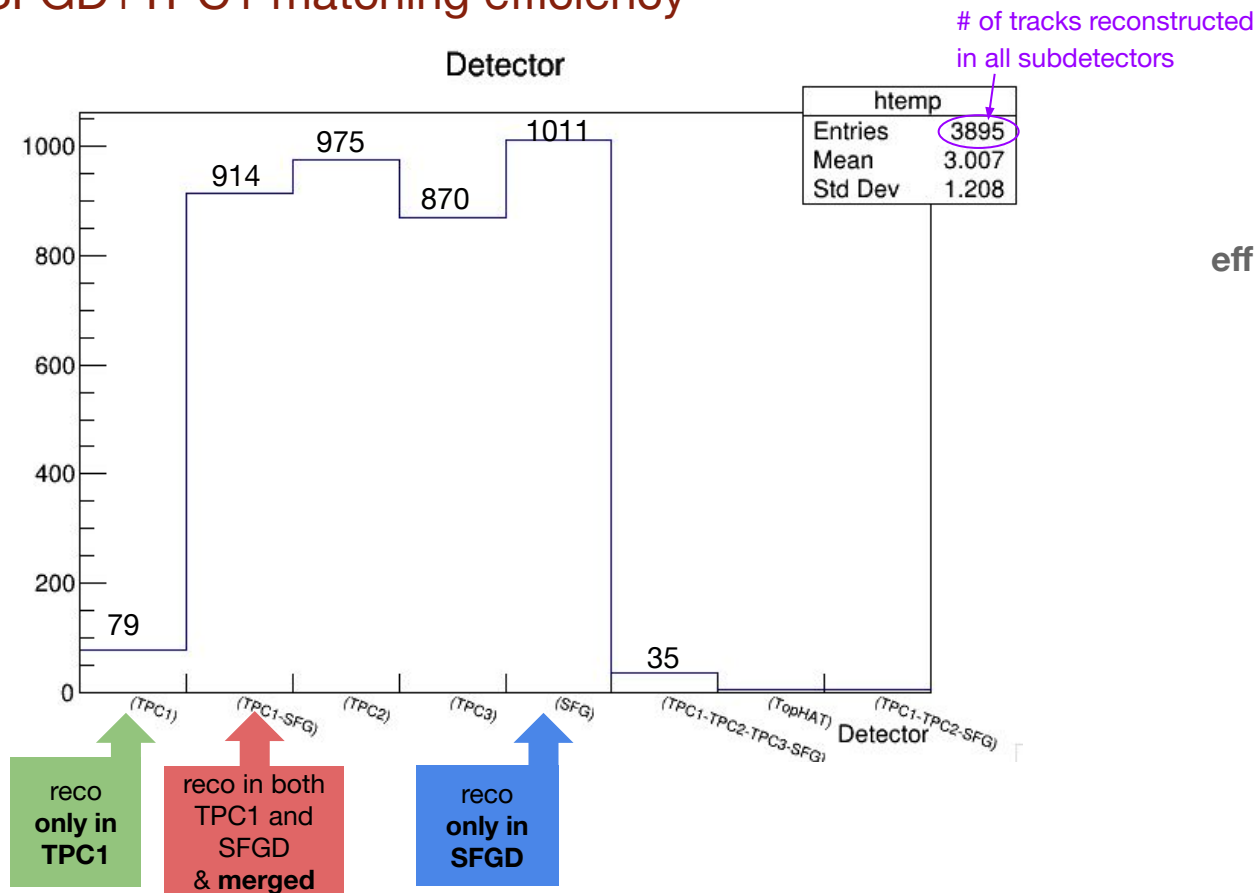 SFGD↑TPC1 matching efficiency
# of tracks reconstructed
in all subdetectors
Detector
htemp
Entries 3895
Mean 3.007
Std Dev 1.208
eff
1000
800
600
400
200
0
79
914
975
870
1011
35
(TPC1)
(TPC1-SFG)
(TPC2)
(TPC3)
(SFG)
(TPC1-TPC2-TPC3-SFG)
(TopHAT)
(TPC1-TPC2-SFG)
Detector
reco
only in
TPC1
reco in both
TPC1 and
SFGD
& merged
reco
only in
SFGD